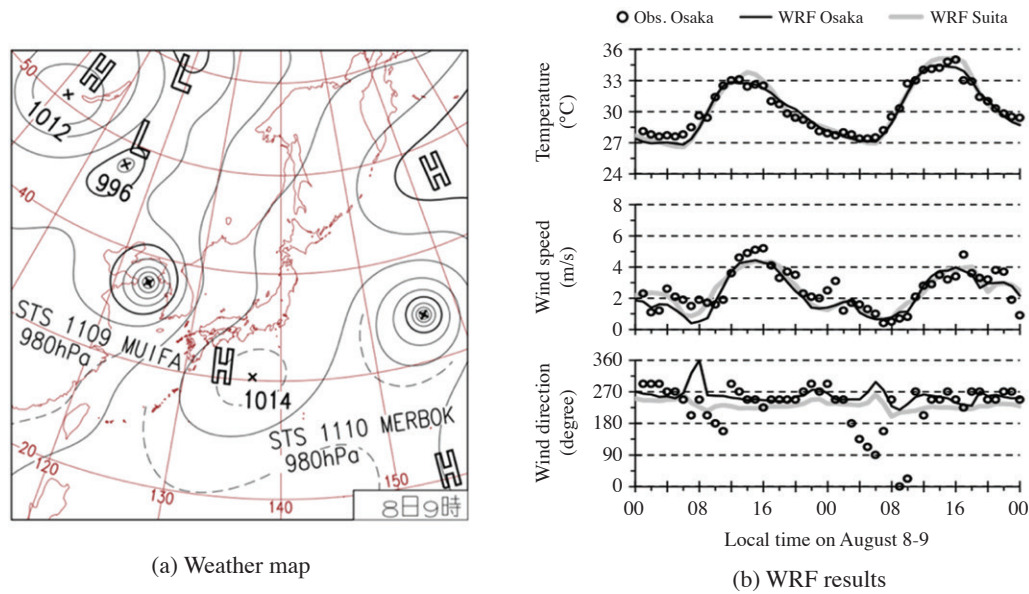 Obs. Osaka
WRF Osaka
WRF Suita
50
H
L
1012
L
996
H
40
STS 1109 MUIFA
980hPa
H
1014
STS 1110 MERBOK
980hPa
H
20
120
130
140
150
8日9時
(a) Weather map
Temperature
(°C)
36
33
30
27
24
Wind speed
(m/s)
8
6
4
2
0
Wind direction
(degree)
360
270
180
90
0
00
08
16
00
08
16
00
Local time on August 8-9
(b) WRF results